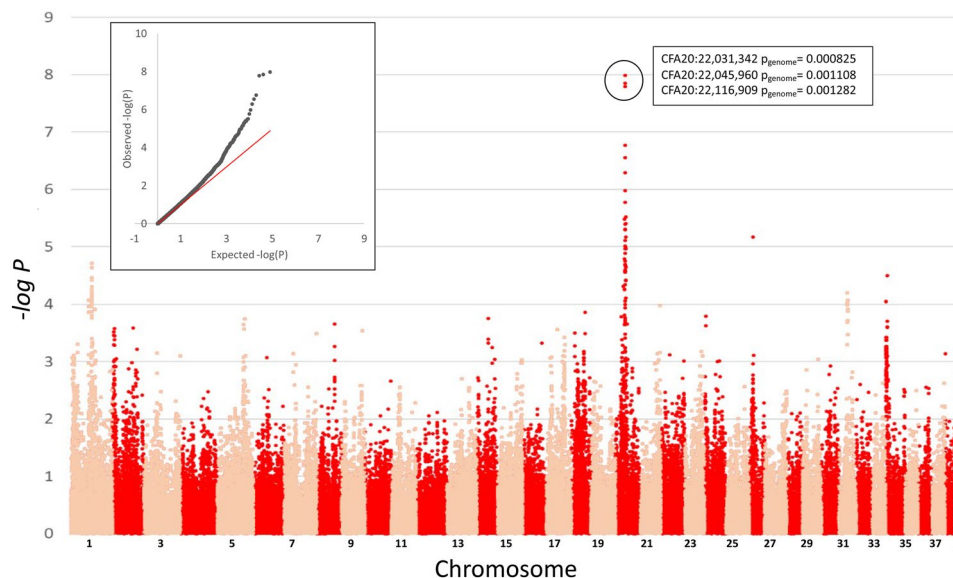 9
8
7
6
5
4
3
2
1
0
-log P
10
8
6
4
2
0
Observed -log(P)
-1 1 3 5 7 9
Expected -log(P)
CFA20:22,031,342 pgenome= 0.000825
CFA20:22,045,960 pgenome= 0.001108
CFA20:22,116,909 pgenome= 0.001282
1 3 5 7 9 11 13 15 17 19 21 23 25 27 29 31 33 35 37
Chromosome